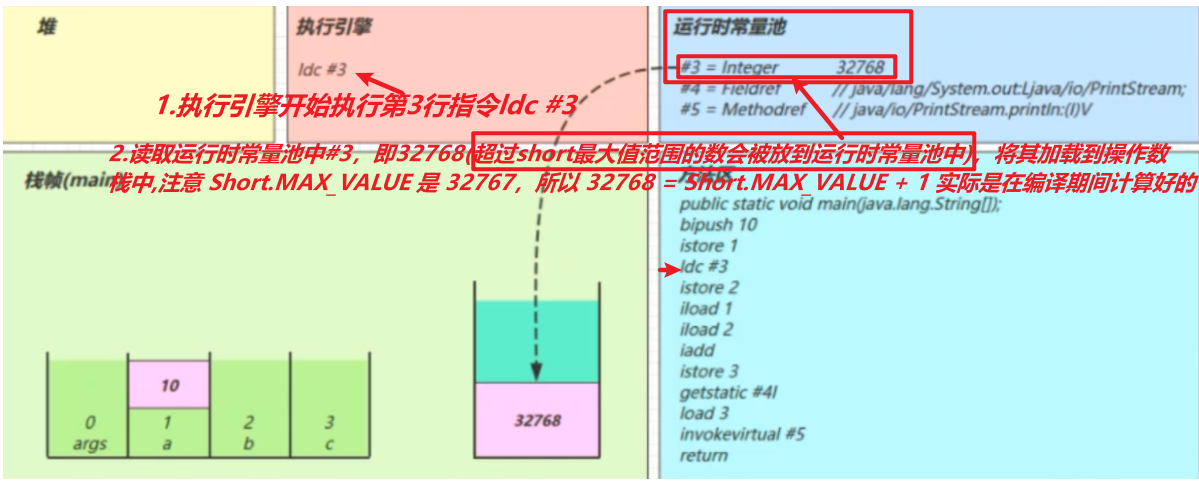 堆
执行引擎
运行时常量池
ldc #3
#3 = Integer 32768
#4 = Fieldref // java/lang/System.out:Ljava/io/PrintStream;
#5 = Methodref // java/io/PrintStream.println:(I)V
1.执行引擎开始执行第3行指令ldc #3
2.读取运行时常量池中#3，即32768(超过short最大值范围的数会被放到运行时常量池中)，将其加载到操作数
栈中,注意 Short.MAX_VALUE 是 32767，所以 32768 = Short.MAX_VALUE + 1 实际是在编译期间计算好的
栈帧(main
public static void main(java.lang.String[]);
bipush 10
istore 1
ldc #3
istore 2
iload 1
iload 2
iadd
istore 3
getstatic #4I
load 3
invokevirtual #5
return
10
0 1 2 3
args a b c
32768